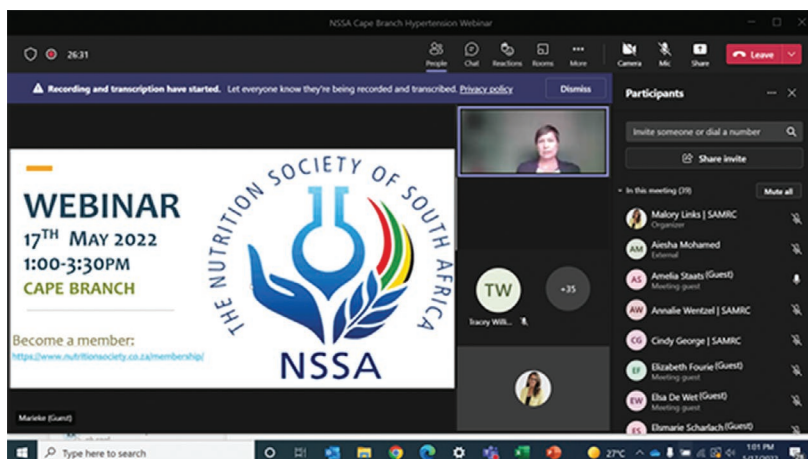 NSSA Cape Branch Hypertension Webinar
26:31
People
Chat
Reactions
Rooms
More
Camera
Mic
Share
Leave
Recording and transcription have started. Let everyone know they're being recorded and transcribed. Privacy policy
Dismiss
WEBINAR
17TH MAY 2022
1:00-3:30PM
CAPE BRANCH
Become a member:
https://www.nutritionsociety.co.za/membership/
THE NUTRITION SOCIETY OF SOUTH AFRICA
NSSA
Marieke (Guest)
TW
Tracey Willi...
+35
Participants
Invite someone or dial a number
Share invite
In this meeting (39)
Mute all
Malory Links | SAMRC
Organizer
AM
Aiesha Mohamed
External
AS
Amelia Staats (Guest)
Meeting guest
AW
Annalie Wentzel | SAMRC
CG
Cindy George | SAMRC
EF
Elizabeth Fourie (Guest)
Meeting guest
EW
Elsa De Wet (Guest)
Meeting guest
ES
Elsmarie Scharlach (Guest)
Type here to search
27°C
1:01 PM